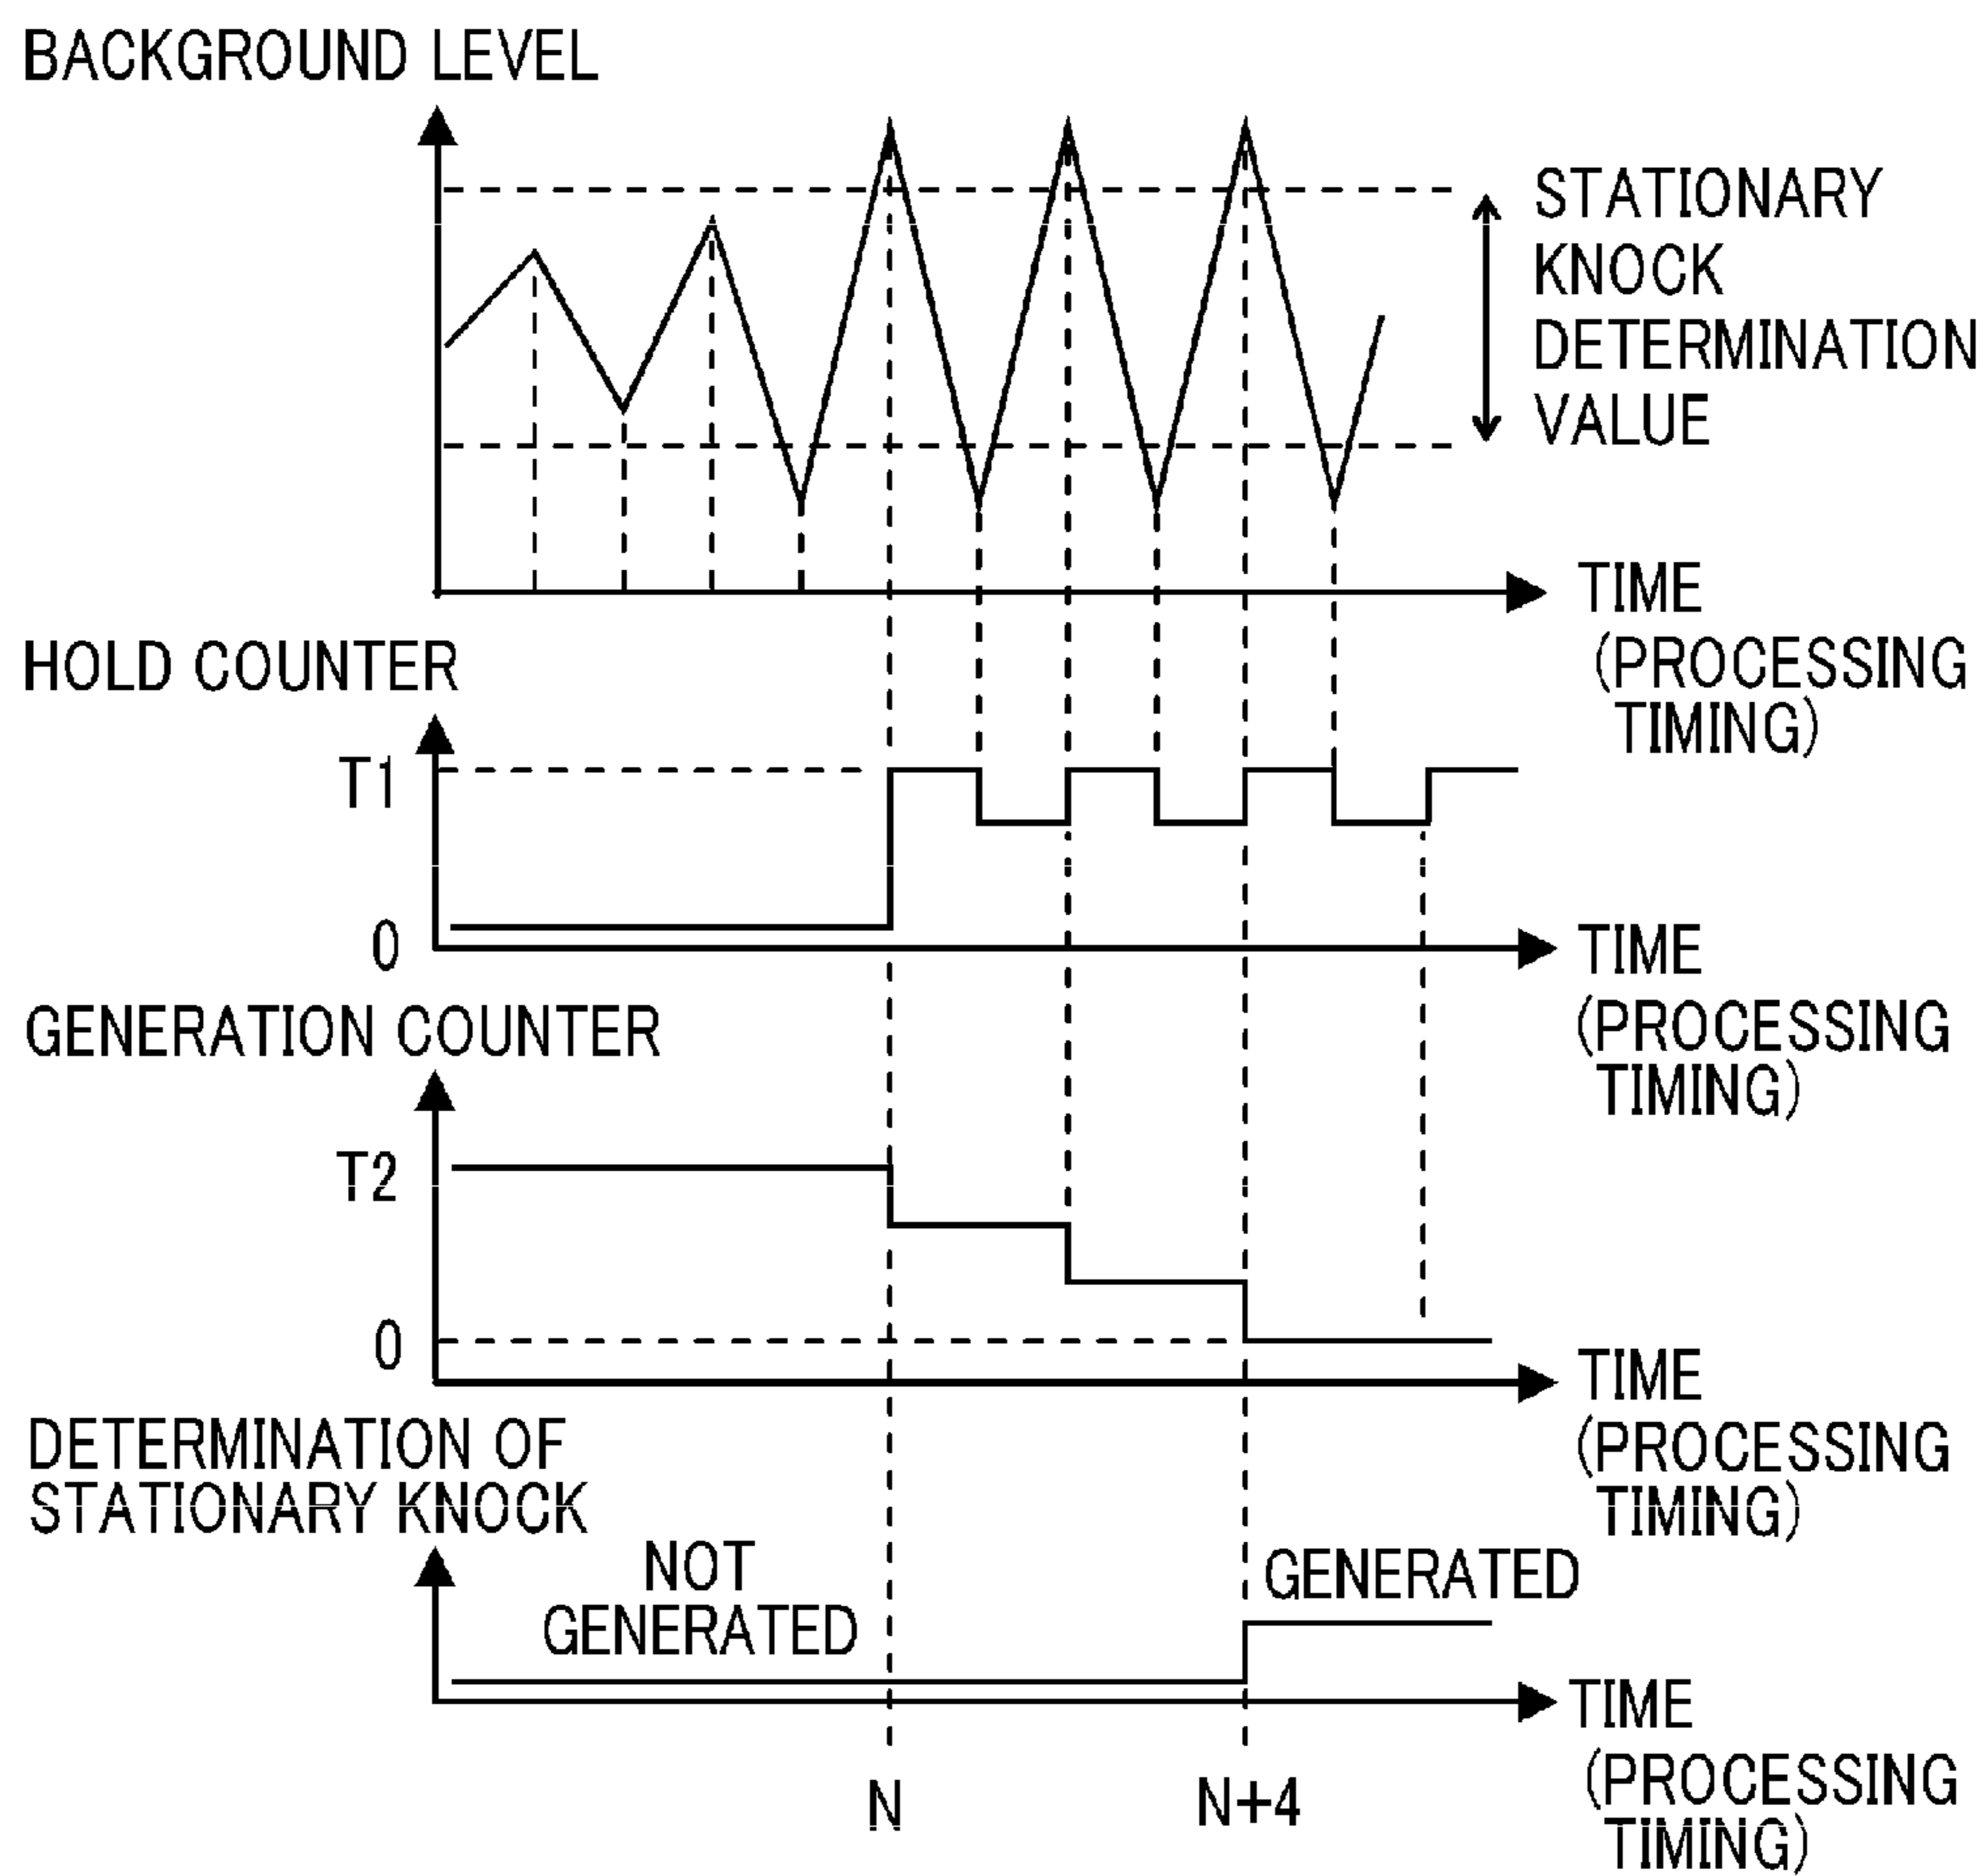 BACKGROUND LEVEL
STATIONARY
KNOCK
DETERMINATION
VALUE
TIME
(PROCESSING
TIMING)
HOLD COUNTER
T1
0
TIME
(PROCESSING
TIMING)
GENERATION COUNTER
T2
0
TIME
(PROCESSING
TIMING)
DETERMINATION OF
STATIONARY KNOCK
NOT
GENERATED
GENERATED
TIME
(PROCESSING
TIMING)
N
N+4